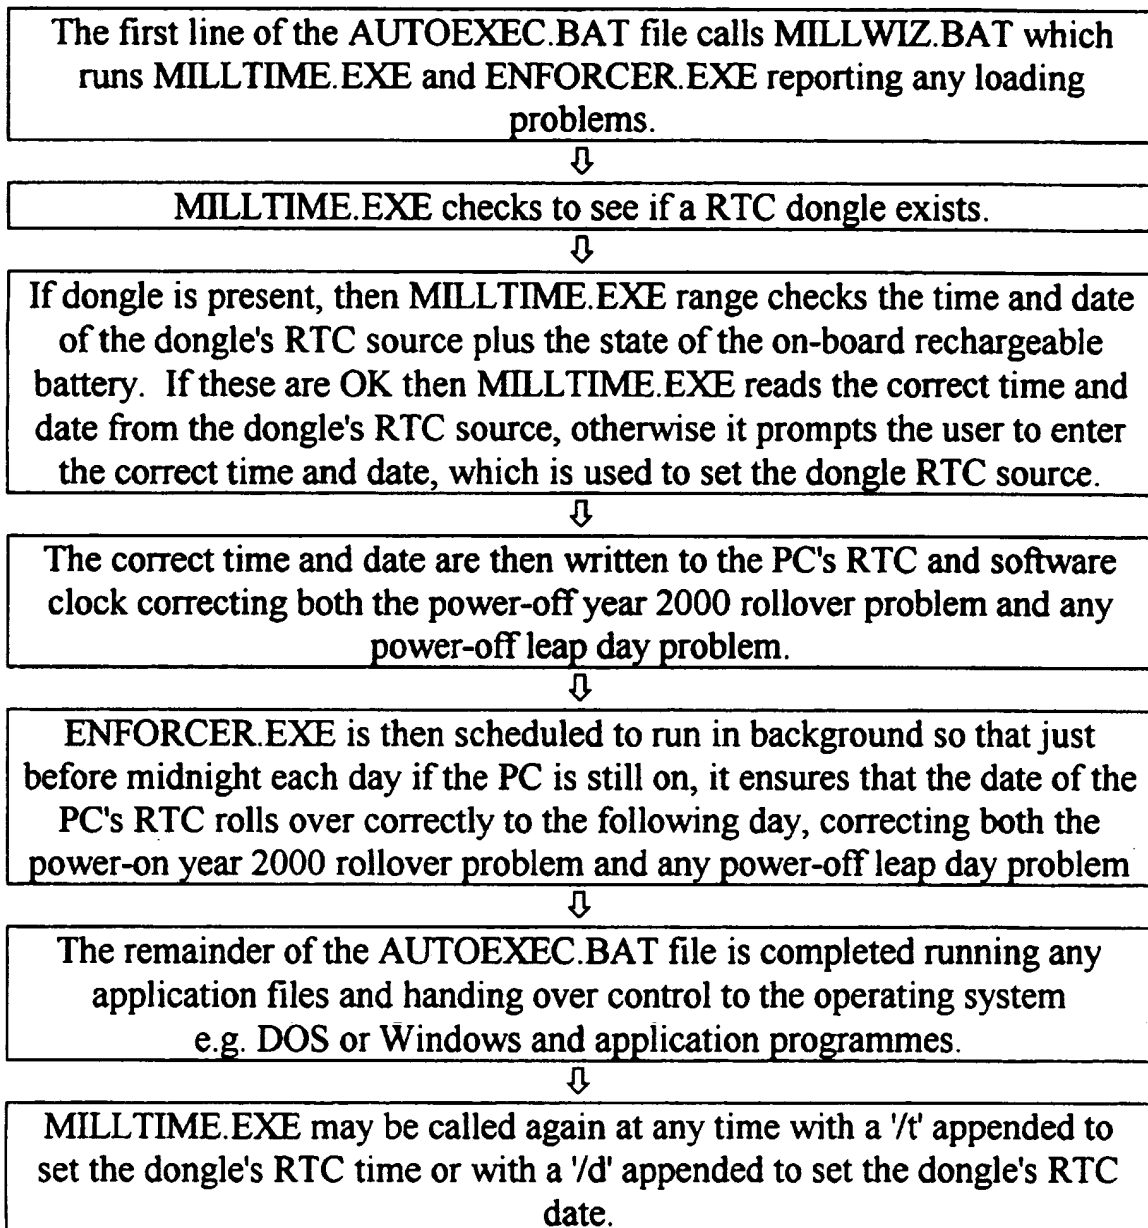 The first line of the AUTOEXEC.BAT file calls MILLWIZ.BAT which
runs MILLTIME.EXE and ENFORCER.EXE reporting any loading
problems.
MILLTIME.EXE checks to see if a RTC dongle exists.
If dongle is present, then MILLTIME.EXE range checks the time and date
of the dongle's RTC source plus the state of the on-board rechargeable
battery. If these are OK then MILLTIME.EXE reads the correct time and
date from the dongle's RTC source, otherwise it prompts the user to enter
the correct time and date, which is used to set the dongle RTC source.
The correct time and date are then written to the PC's RTC and software
clock correcting both the power-off year 2000 rollover problem and any
power-off leap day problem.
ENFORCER.EXE is then scheduled to run in background so that just
before midnight each day if the PC is still on, it ensures that the date of the
PC's RTC rolls over correctly to the following day, correcting both the
power-on year 2000 rollover problem and any power-off leap day problem
The remainder of the AUTOEXEC.BAT file is completed running any
application files and handing over control to the operating system
e.g. DOS or Windows and application programmes.
MILLTIME.EXE may be called again at any time with a '/t' appended to
set the dongle's RTC time or with a '/d' appended to set the dongle's RTC
date.